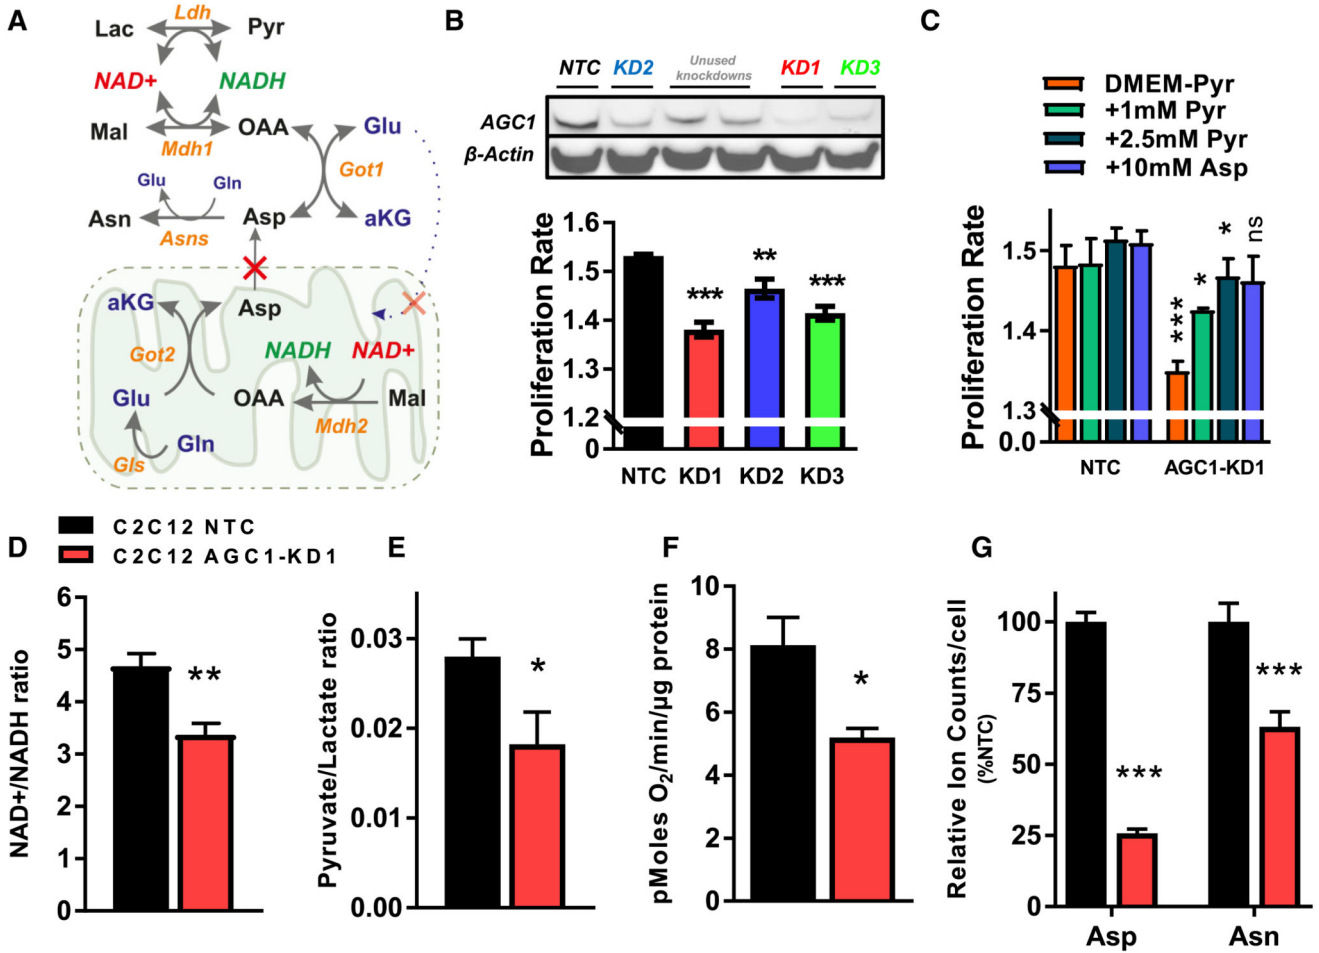 A
Ldh
Lac
Pyr
NAD+
NADH
Mal
OAA
Glu
Mdh1
Got1
Glu
Gln
Asn
Asp
aKG
Asns
aKG
Asp
Got2
NADH
NAD+
Glu
OAA
Mal
Mdh2
Gln
Gls
B
NTC
KD2
Unused
knockdowns
KD1
KD3
AGC1
β-Actin
Proliferation Rate
1.6
1.5
1.4
1.3
1.2
0
***
**
***
NTC
KD1
KD2
KD3
C
DMEM-Pyr
+1mM Pyr
+2.5mM Pyr
+10mM Asp
Proliferation Rate
1.5
1.4
1.3
0.0
***
*
*
ns
NTC
AGC1-KD1
C2C12 NTC
C2C12 AGC1-KD1
D
NAD+/NADH ratio
6
5
4
3
2
1
0
**
E
Pyruvate/Lactate ratio
0.03
0.02
0.01
0.00
*
F
pMoles O₂/min/µg protein
10
8
6
4
2
0
*
G
Relative Ion Counts/cell
(%NTC)
100
75
50
25
0
***
***
Asp
Asn